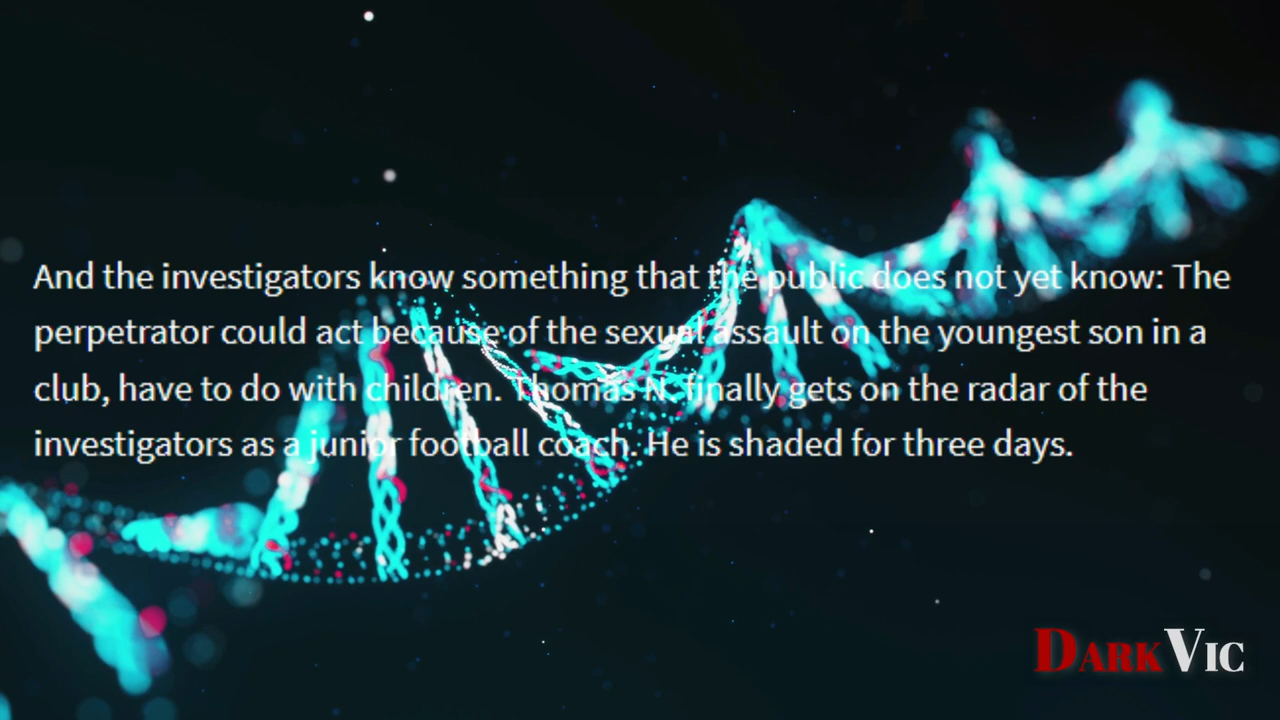 And the investigators know something that the public does not yet know: The
perpetrator could act because of the sexual assault on the youngest son in a
club, have to do with children. Thomas N. finally gets on the radar of the
investigators as a junior football coach. He is shaded for three days.
DARKVIC